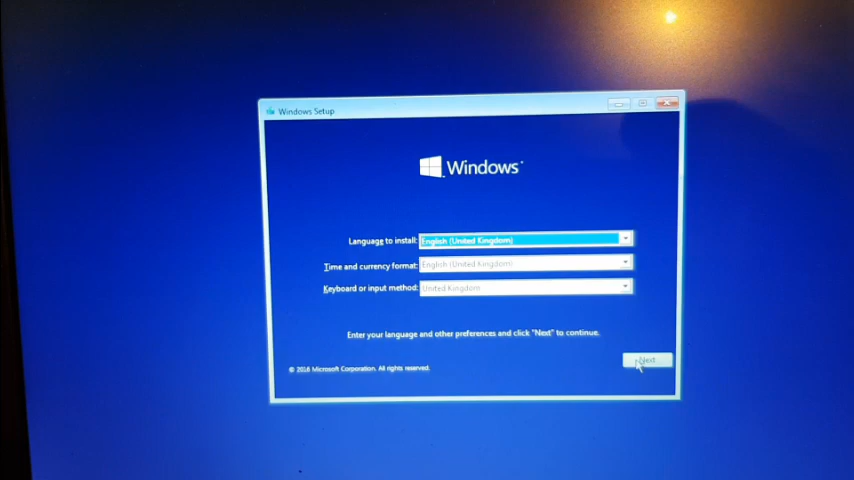 Windows Setup
Windows
Language to install: English (United Kingdom)
Time and currency format: English (United Kingdom)
Keyboard or input method: United Kingdom
Enter your language and other preferences and click "Next" to continue.
© 2016 Microsoft Corporation. All rights reserved.
Next